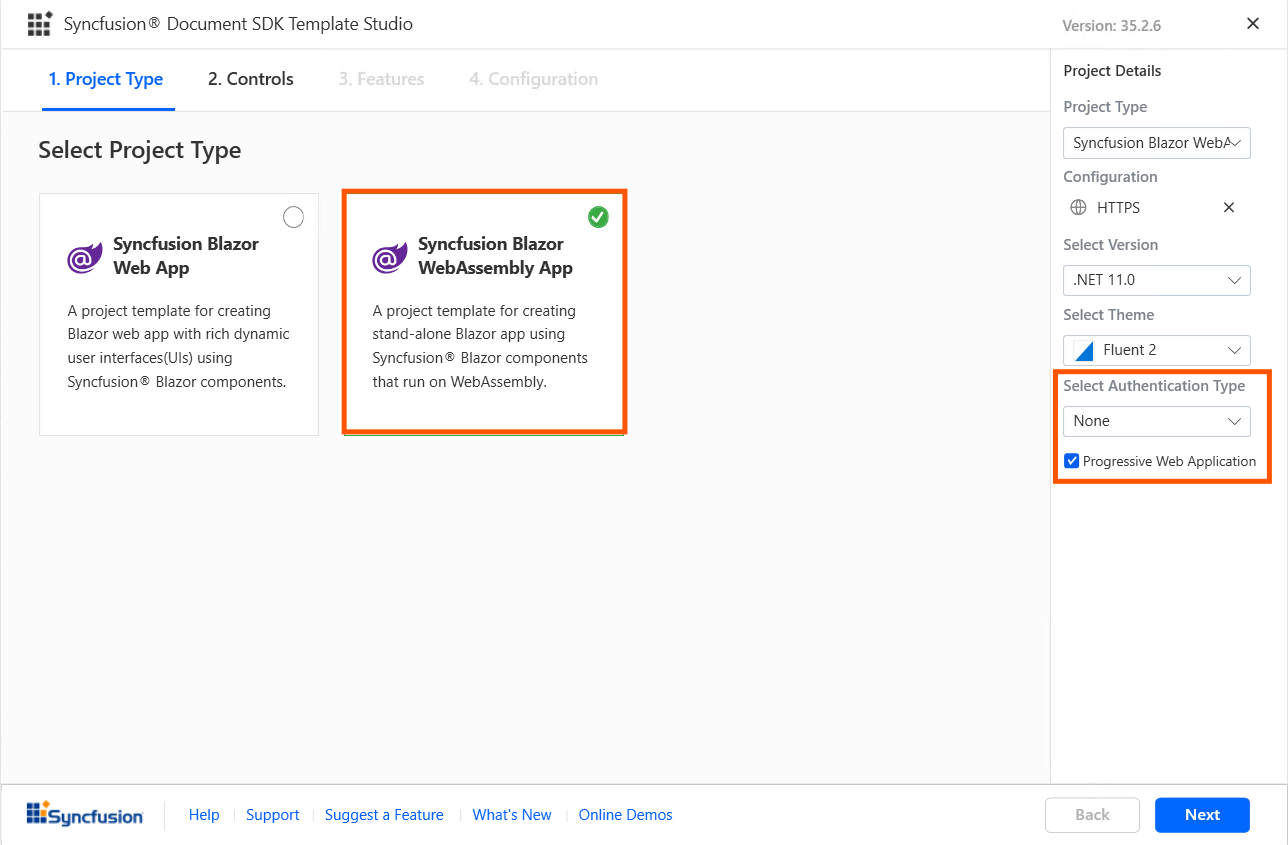 Syncfusion® Document SDK Template Studio
Version: 35.2.6
1. Project Type
2. Controls
3. Features
4. Configuration
Select Project Type
Syncfusion Blazor
Web App
A project template for creating
Blazor web app with rich dynamic
user interfaces(UIs) using
Syncfusion® Blazor components.
Syncfusion Blazor
WebAssembly App
A project template for creating
stand-alone Blazor app using
Syncfusion® Blazor components
that run on WebAssembly.
Project Details
Project Type
Syncfusion Blazor WebA
Configuration
HTTPS
Select Version
.NET 11.0
Select Theme
Fluent 2
Select Authentication Type
None
Progressive Web Application
Syncfusion
Help
Support
Suggest a Feature
What's New
Online Demos
Back
Next